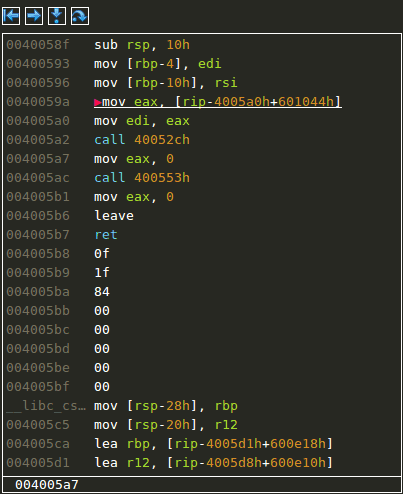 0040058f sub rsp, 10h
00400593 mov [rbp-4], edi
00400596 mov [rbp-10h], rsi
0040059a mov eax, [rip-4005a0h+601044h]
004005a0 mov edi, eax
004005a2 call 40052ch
004005a7 mov eax, 0
004005ac call 400553h
004005b1 mov eax, 0
004005b6 leave
004005b7 ret
004005b8 0f
004005b9 1f
004005ba 84
004005bb 00
004005bc 00
004005bd 00
004005be 00
004005bf 00
__libc_cs… mov [rsp-28h], rbp
004005c5 mov [rsp-20h], r12
004005ca lea rbp, [rip-4005d1h+600e18h]
004005d1 lea r12, [rip-4005d8h+600e10h]
004005a7